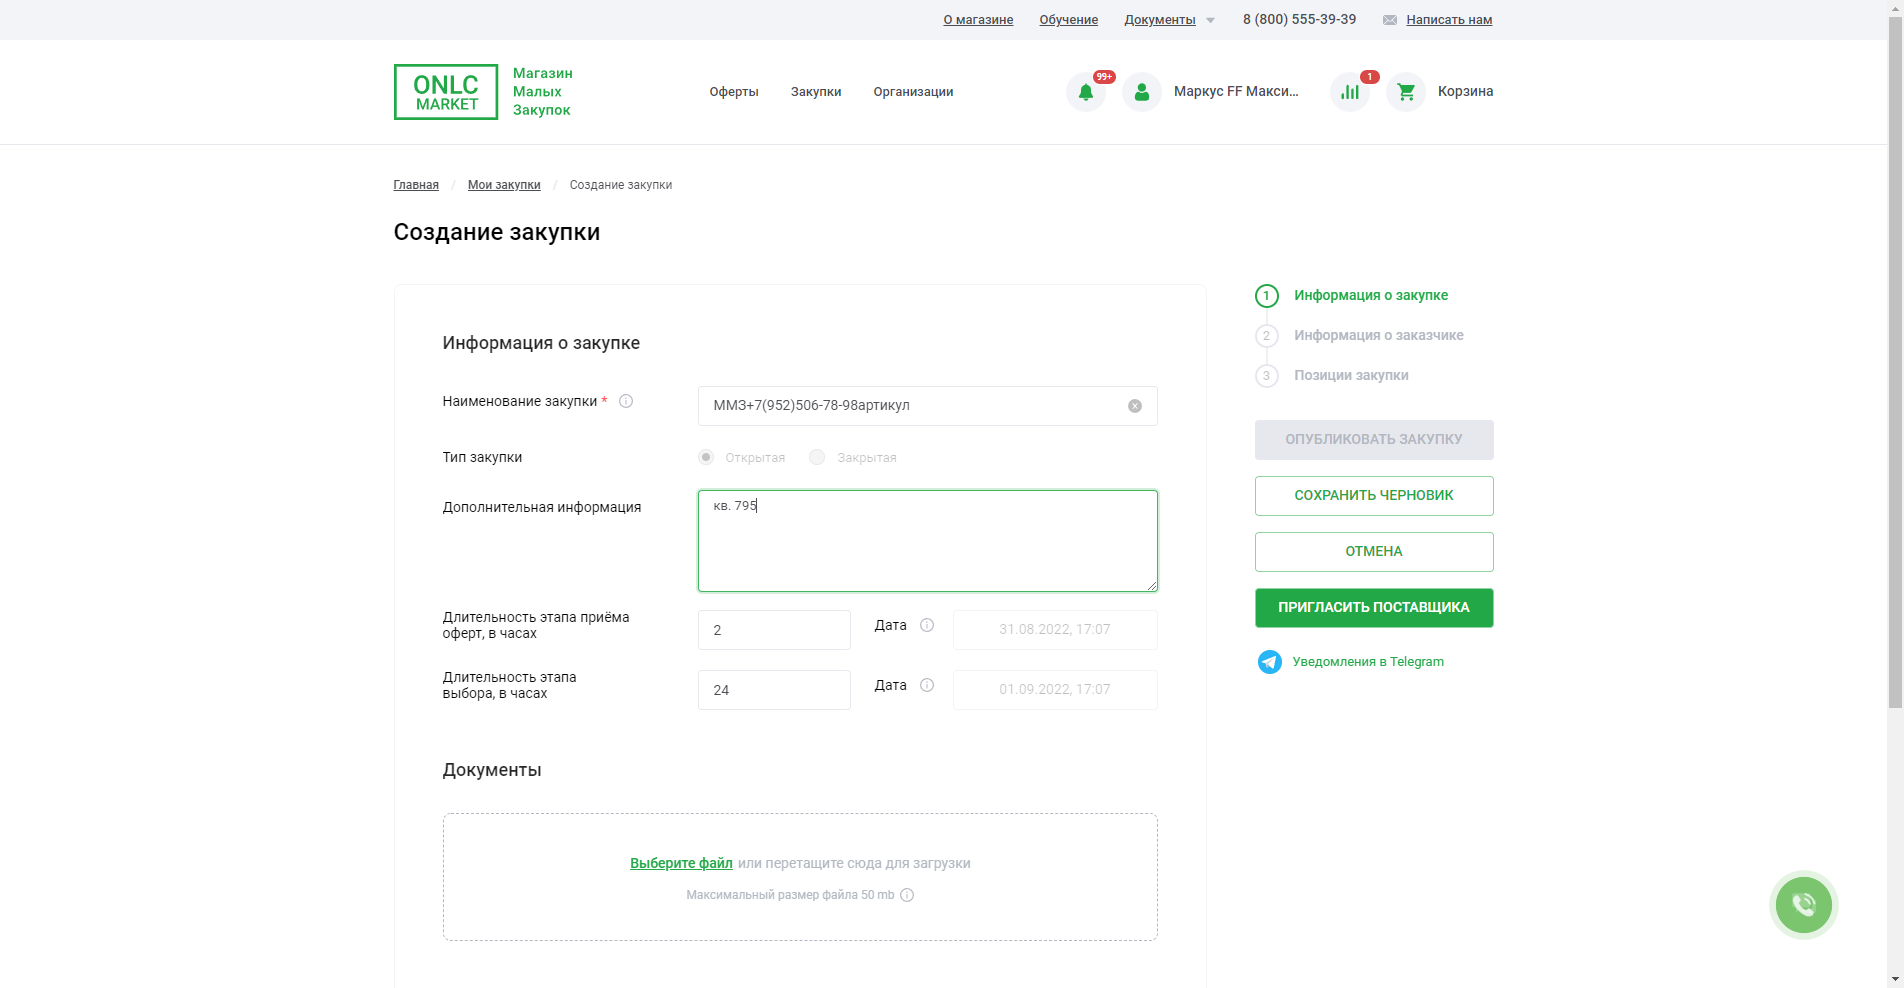 О магазине Обучение Документы 8 (800) 555-39-39 Написать нам
ONLC
MARKET
Магазин
Малых
Закупок
Оферты Закупки Организации
99+
Маркус FF Макси...
1
Корзина
Главная / Мои закупки / Создание закупки
Создание закупки
Информация о закупке
Наименование закупки *
ММЗ+7(952)506-78-98артикул
Тип закупки
Открытая Закрытая
Дополнительная информация
кв. 795
Длительность этапа приёма
оферт, в часах
2
Дата
31.08.2022, 17:07
Длительность этапа
выбора, в часах
24
Дата
01.09.2022, 17:07
Документы
Выберите файл или перетащите сюда для загрузки
Максимальный размер файла 50 mb
1 Информация о закупке
2 Информация о заказчике
3 Позиции закупки
ОПУБЛИКОВАТЬ ЗАКУПКУ
СОХРАНИТЬ ЧЕРНОВИК
ОТМЕНА
ПРИГЛАСИТЬ ПОСТАВЩИКА
Уведомления в Telegram